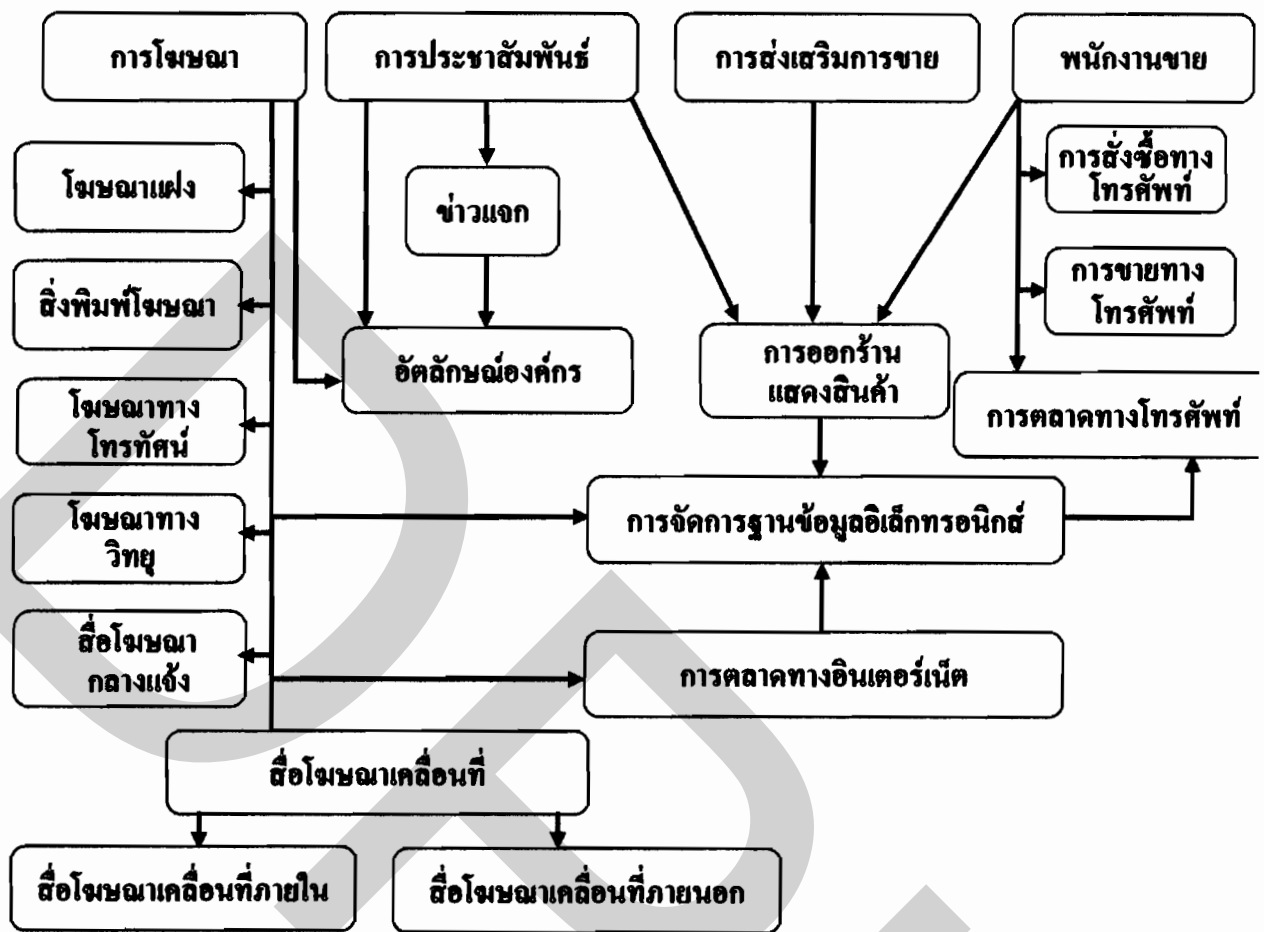 การโฆษณา
การประชาสัมพันธ์
การส่งเสริมการขาย
พนักงานขาย
โฆษณาแฝง
ข่าวแจก
การสั่งซื้อทาง
โทรศัพท์
สิ่งพิมพ์โฆษณา
การขายทาง
โทรศัพท์
อัตลักษณ์องค์กร
การออกร้าน
แสดงสินค้า
โฆษณาทาง
โทรทัศน์
การตลาดทางโทรศัพท์
โฆษณาทาง
วิทยุ
การจัดการฐานข้อมูลอิเล็กทรอนิกส์
สื่อโฆษณา
กลางแจ้ง
การตลาดทางอินเตอร์เน็ต
สื่อโฆษณาเคลื่อนที่
สื่อโฆษณาเคลื่อนที่ภายใน
สื่อโฆษณาเคลื่อนที่ภายนอก